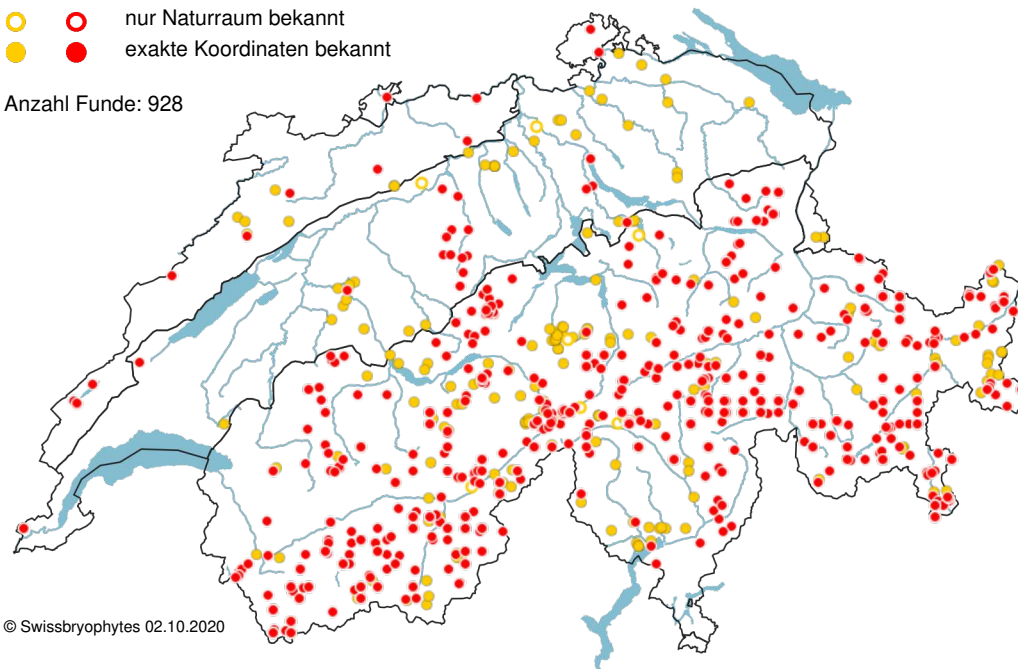 nur Naturraum bekannt
exakte Koordinaten bekannt
Anzahl Funde: 928
© Swissbryophytes 02.10.2020